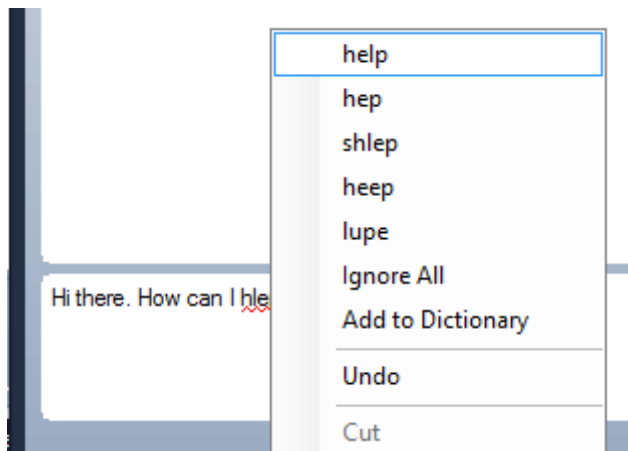 help
hep
shlep
heep
lupe
Ignore All
Add to Dictionary
Undo
Cut
Hi there. How can I hle